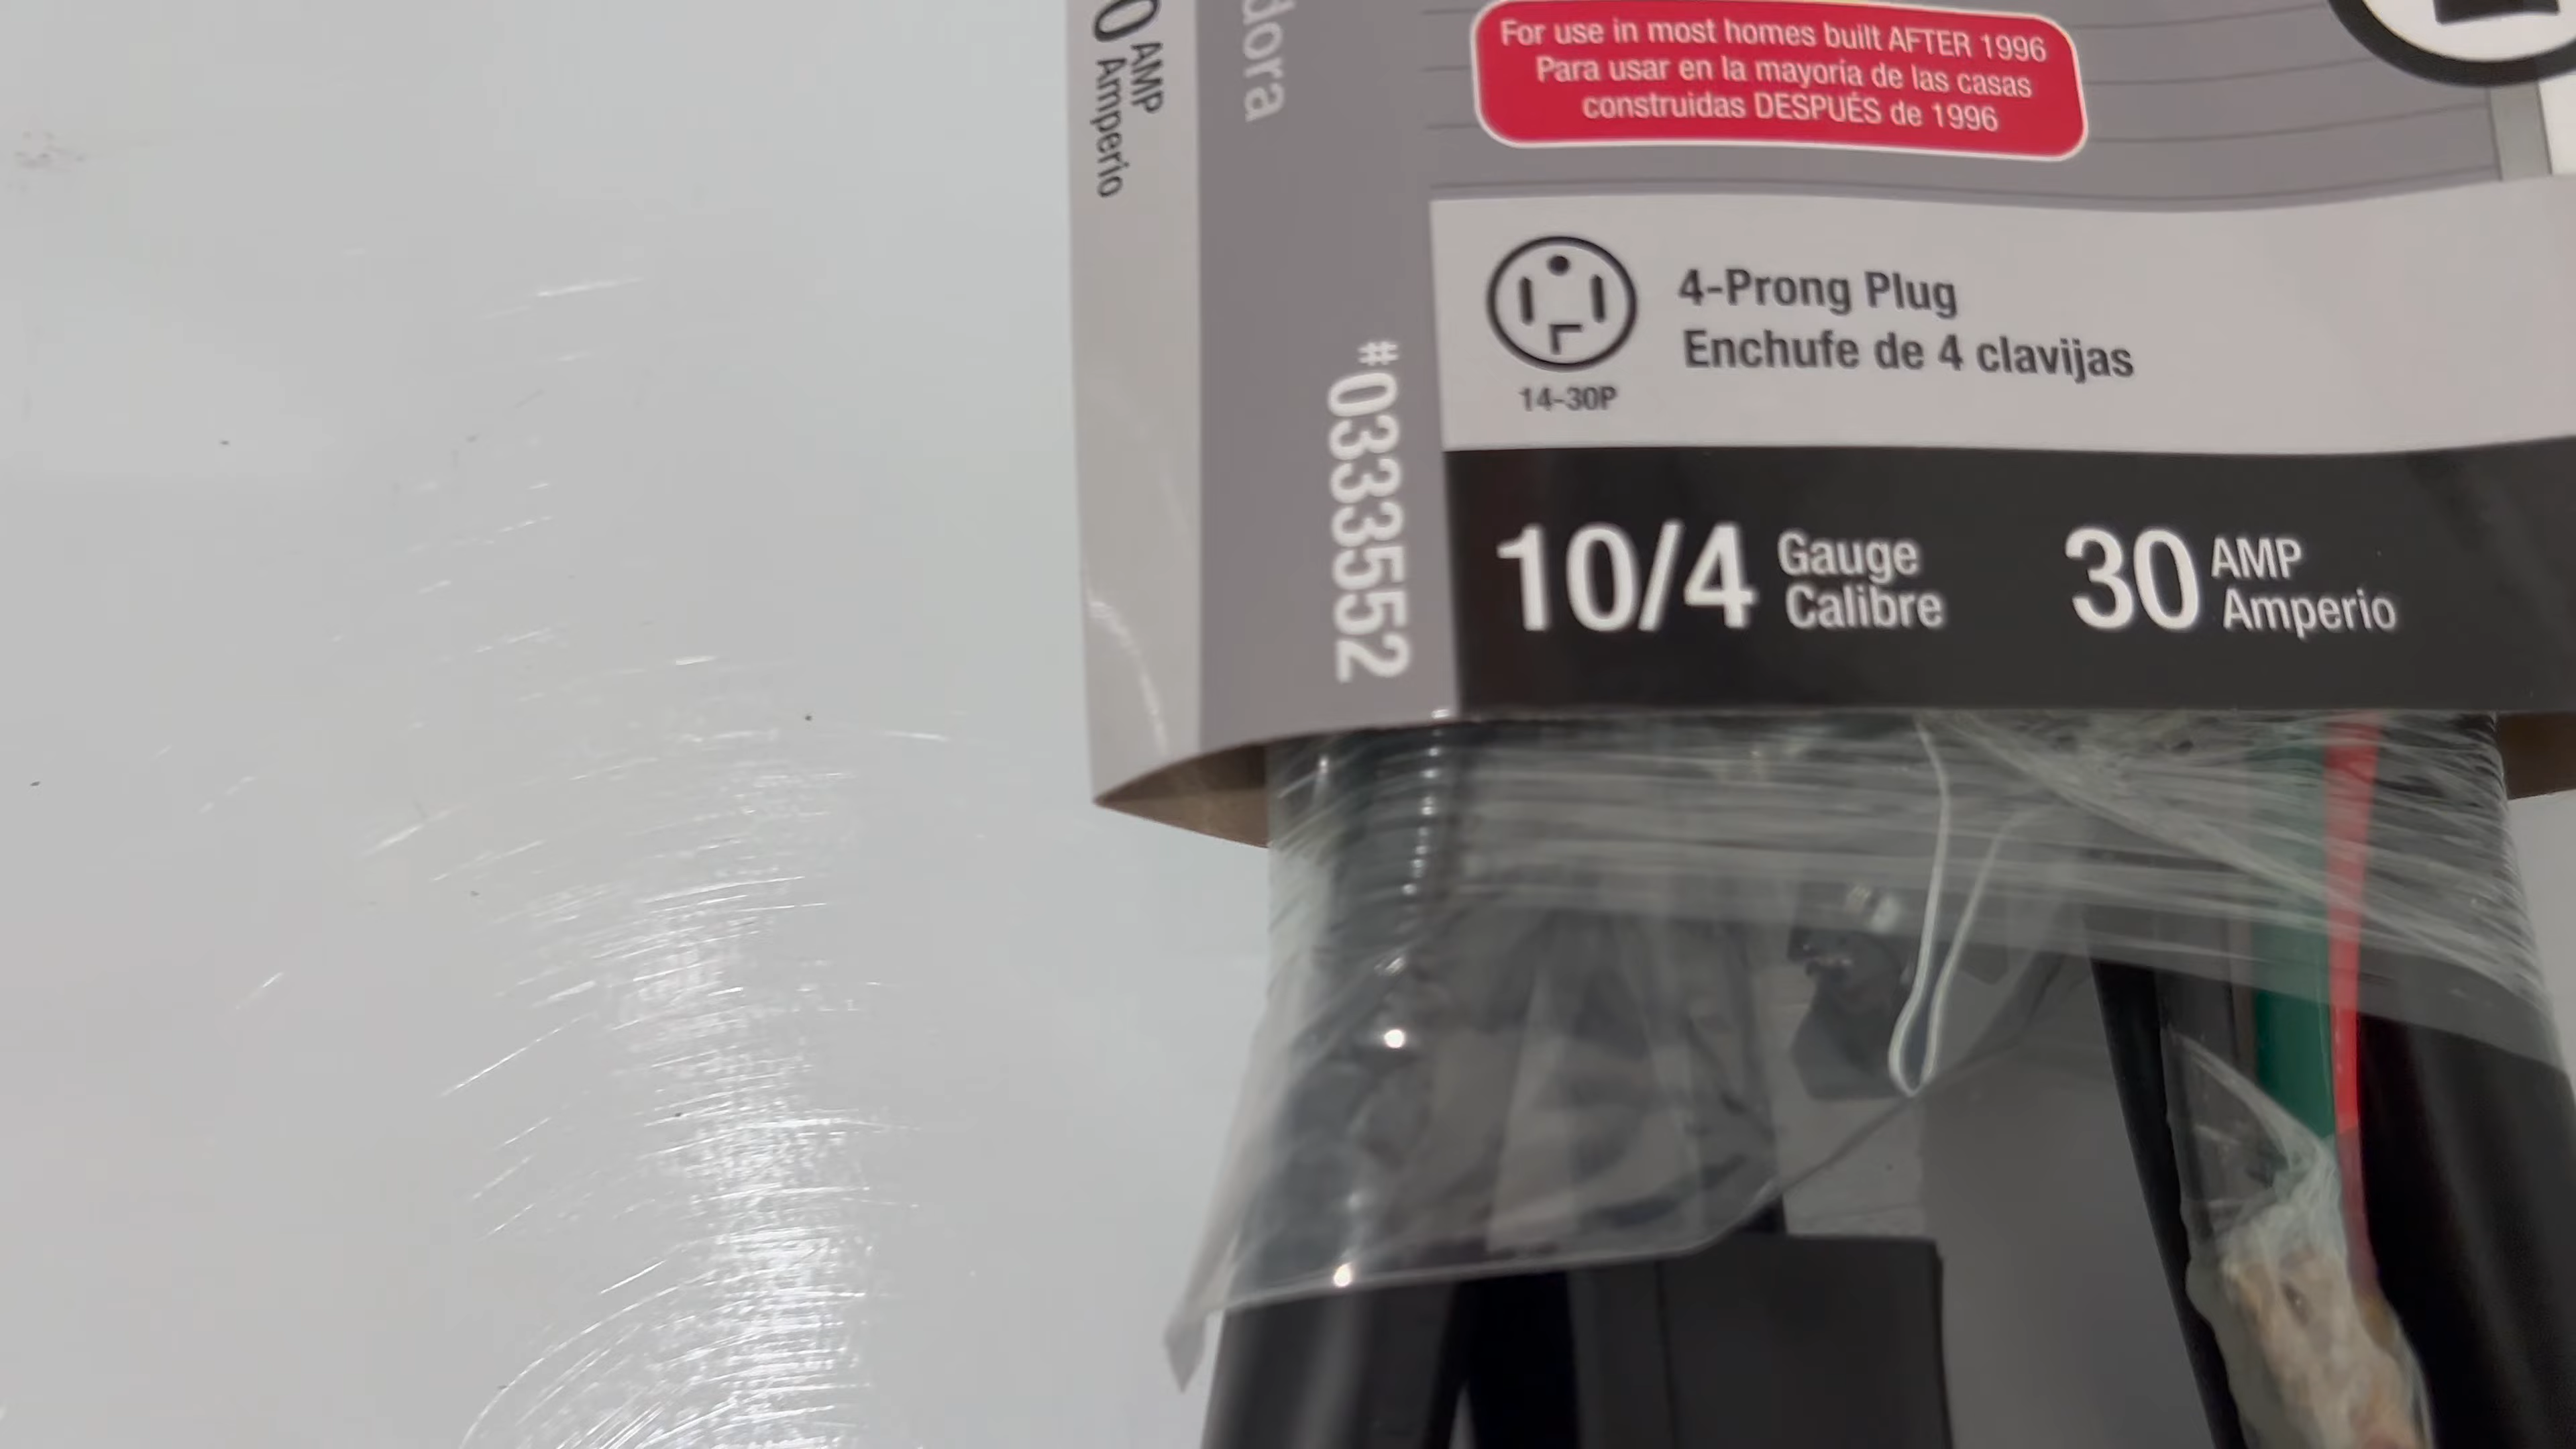 0 AMP
Amperio
dora
#0333552
For use in most homes built AFTER 1996
Para usar en la mayoría de las casas
construidas DESPUÉS de 1996
4-Prong Plug
Enchufe de 4 clavijas
14-30P
10/4 Gauge
Calibre
30 AMP
Amperio